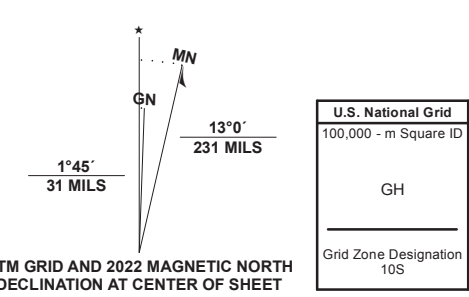 ★
MN
GN
1°45´
31 MILS
13°0´
231 MILS
TM GRID AND 2022 MAGNETIC NORTH
DECLINATION AT CENTER OF SHEET
U.S. National Grid
100,000 - m Square ID
GH
Grid Zone Designation
10S